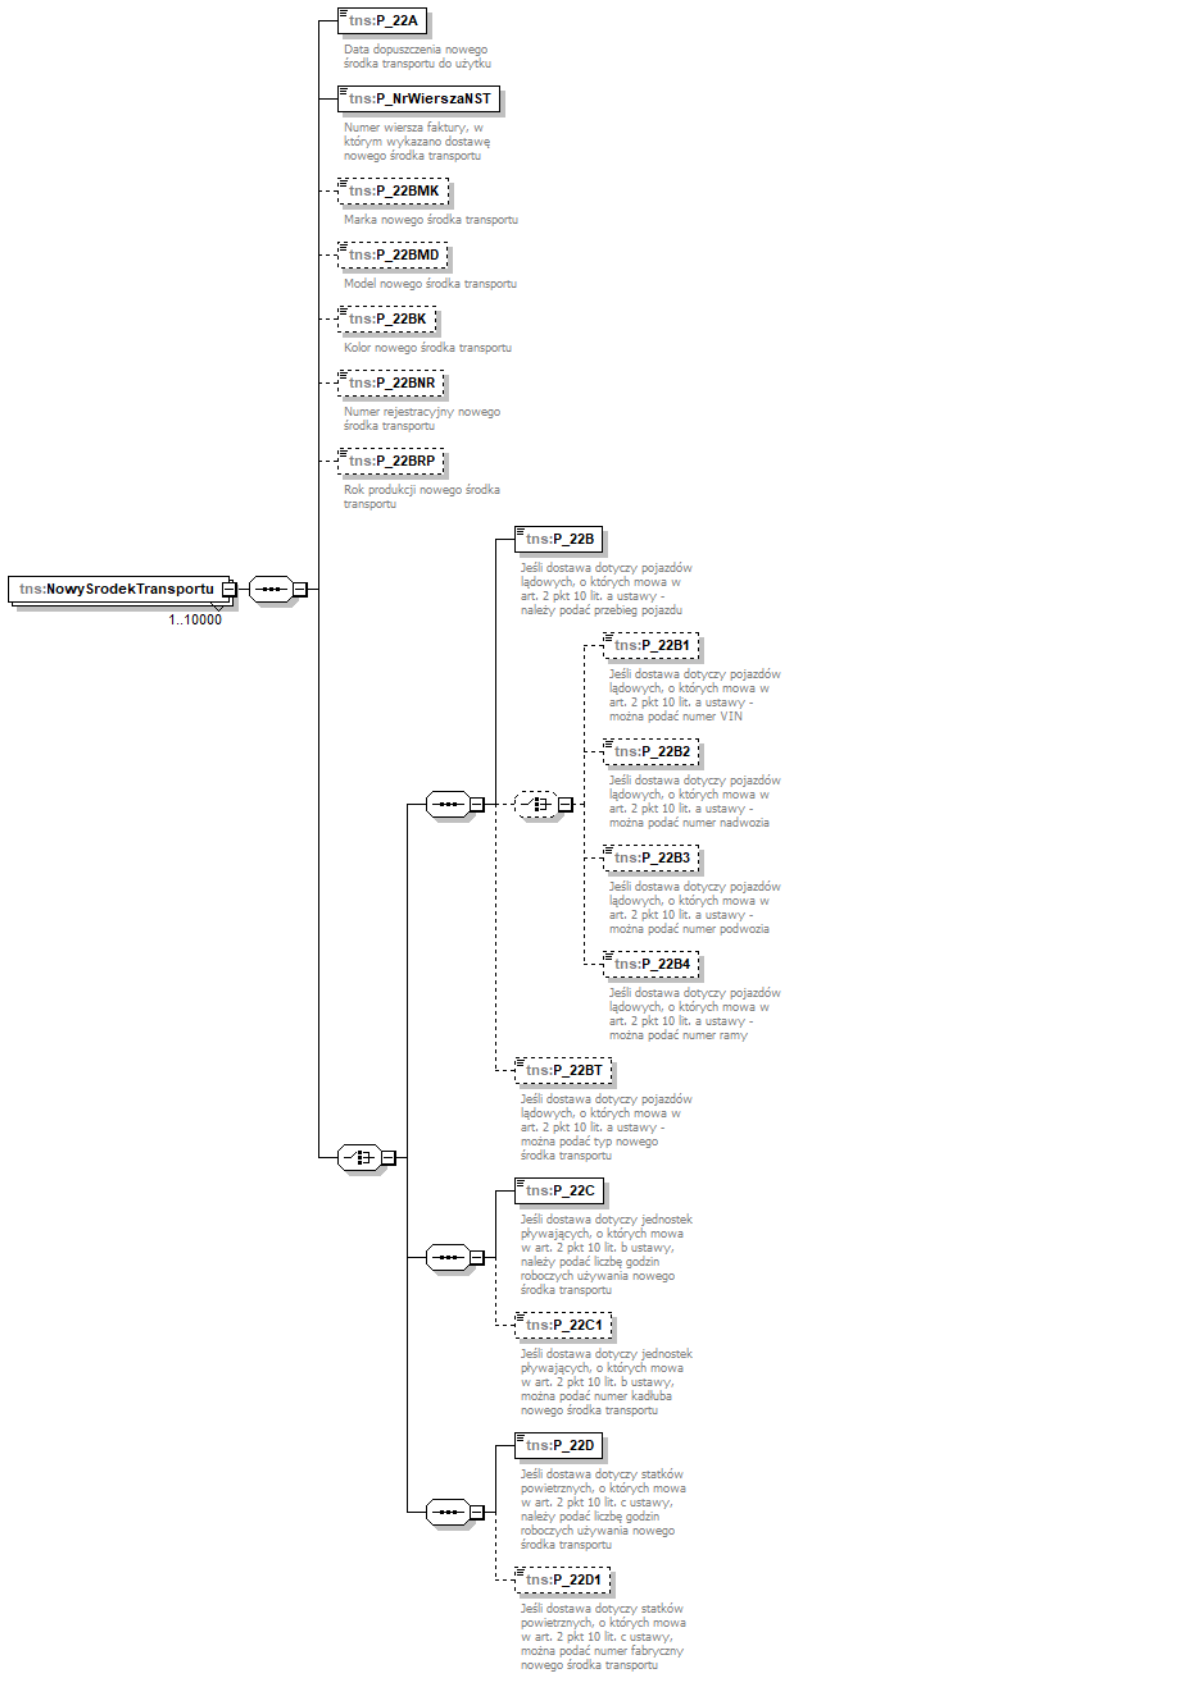 tns:P_22A
Data dopuszczenia nowego
środka transportu do użytku
tns:P_NrWierszaNST
Numer wiersza faktury, w
którym wykazano dostawę
nowego środka transportu
tns:P_22BMK
Marka nowego środka transportu
tns:P_22BMD
Model nowego środka transportu
tns:P_22BK
Kolor nowego środka transportu
tns:P_22BNR
Numer rejestracyjny nowego
środka transportu
tns:P_22BRP
Rok produkcji nowego środka
transportu
tns:NowySrodekTransportu
1..10000
tns:P_22B
Jeśli dostawa dotyczy pojazdów
lądowych, o których mowa w
art. 2 pkt 10 lit. a ustawy -
należy podać przebieg pojazdu
tns:P_22B1
Jeśli dostawa dotyczy pojazdów
lądowych, o których mowa w
art. 2 pkt 10 lit. a ustawy -
można podać numer VIN
tns:P_22B2
Jeśli dostawa dotyczy pojazdów
lądowych, o których mowa w
art. 2 pkt 10 lit. a ustawy -
można podać numer nadwozia
tns:P_22B3
Jeśli dostawa dotyczy pojazdów
lądowych, o których mowa w
art. 2 pkt 10 lit. a ustawy -
można podać numer podwozia
tns:P_22B4
Jeśli dostawa dotyczy pojazdów
lądowych, o których mowa w
art. 2 pkt 10 lit. a ustawy -
można podać numer ramy
tns:P_22BT
Jeśli dostawa dotyczy pojazdów
lądowych, o których mowa w
art. 2 pkt 10 lit. a ustawy -
można podać typ nowego
środka transportu
tns:P_22C
Jeśli dostawa dotyczy jednostek
pływających, o których mowa
w art. 2 pkt 10 lit. b ustawy,
należy podać liczbę godzin
roboczych używania nowego
środka transportu
tns:P_22C1
Jeśli dostawa dotyczy jednostek
pływających, o których mowa
w art. 2 pkt 10 lit. b ustawy,
można podać numer kadłuba
nowego środka transportu
tns:P_22D
Jeśli dostawa dotyczy statków
powietrznych, o których mowa
w art. 2 pkt 10 lit. c ustawy,
należy podać liczbę godzin
roboczych używania nowego
środka transportu
tns:P_22D1
Jeśli dostawa dotyczy statków
powietrznych, o których mowa
w art. 2 pkt 10 lit. c ustawy,
można podać numer fabryczny
nowego środka transportu